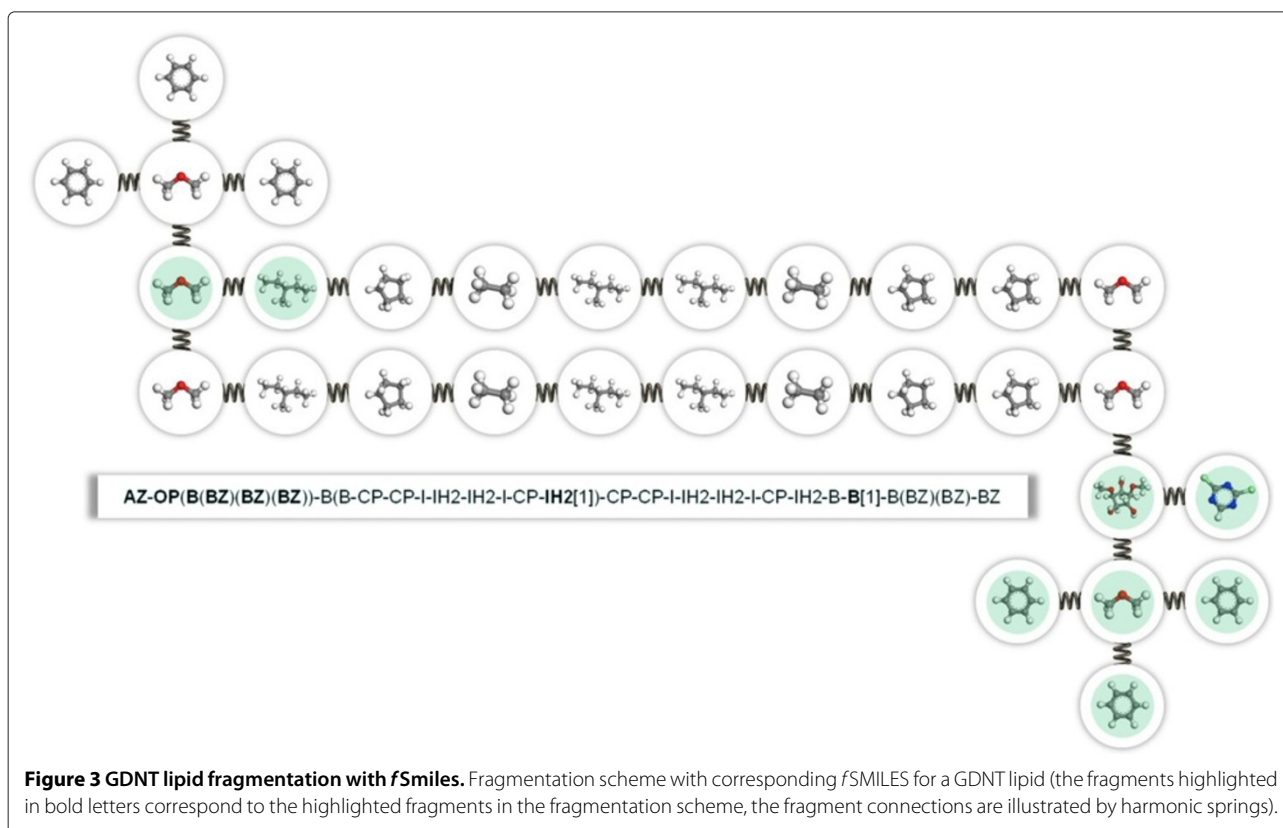 AZ-OP(B(BZ)(BZ)(BZ))-B(B-CP-CP-I-IH2-IH2-I-CP-IH2[1])-CP-CP-I-IH2-IH2-I-CP-IH2-B-B[1]-B(BZ)(BZ)-BZ
Figure 3 GDNT lipid fragmentation with fSmiles. Fragmentation scheme with corresponding fSMILES for a GDNT lipid (the fragments highlighted
in bold letters correspond to the highlighted fragments in the fragmentation scheme, the fragment connections are illustrated by harmonic springs).